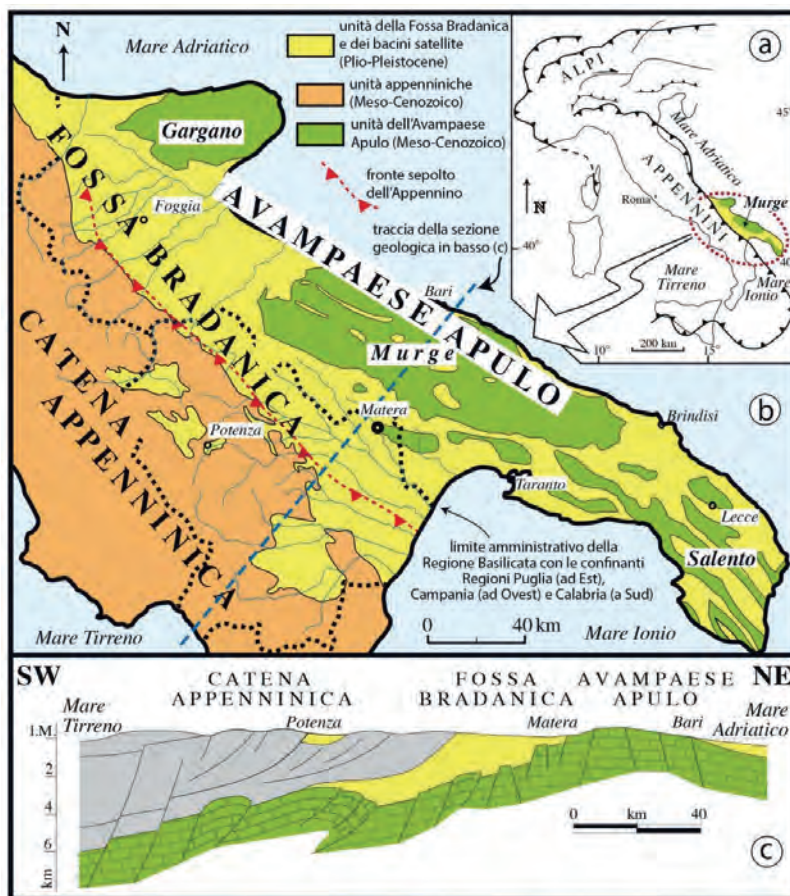 N
Mare Adriatico
unità della Fossa Bradanica
e dei bacini satellite
(Plio-Pleistocene)
unità appenniniche
(Meso-Cenozoico)
unità dell'Avampaese
Apulo (Meso-Cenozoico)
fronte sepolto
dell'Appennino
traccia della sezione
geologica in basso (c)
a
ALPI
45°
Mare Adriatico
APPENNINI
Roma
Murge
N
40°
40
Mare
Tirreno
Mare
Ionio
10°
200 km
15°
Gargano
FOSSA BRADANICA
Foggia
AVAMPAESE APULO
Bari
Murge
CATENA
APPENNINICA
Matera
Potenza
b
Brindisi
Taranto
Lecce
Salento
limite amministrativo della
Regione Basilicata con le confinanti
Regioni Puglia (ad Est),
Campania (ad Ovest) e Calabria (a Sud)
0 40 km
Mare Tirreno
Mare Ionio
SW
CATENA
APPENNINICA
FOSSA
BRADANICA
AVAMPAESE
APULO
NE
Mare
Tirreno
Potenza
Matera
Bari
Mare
Adriatico
l.M.
2
4
6
km
0 km 40
c